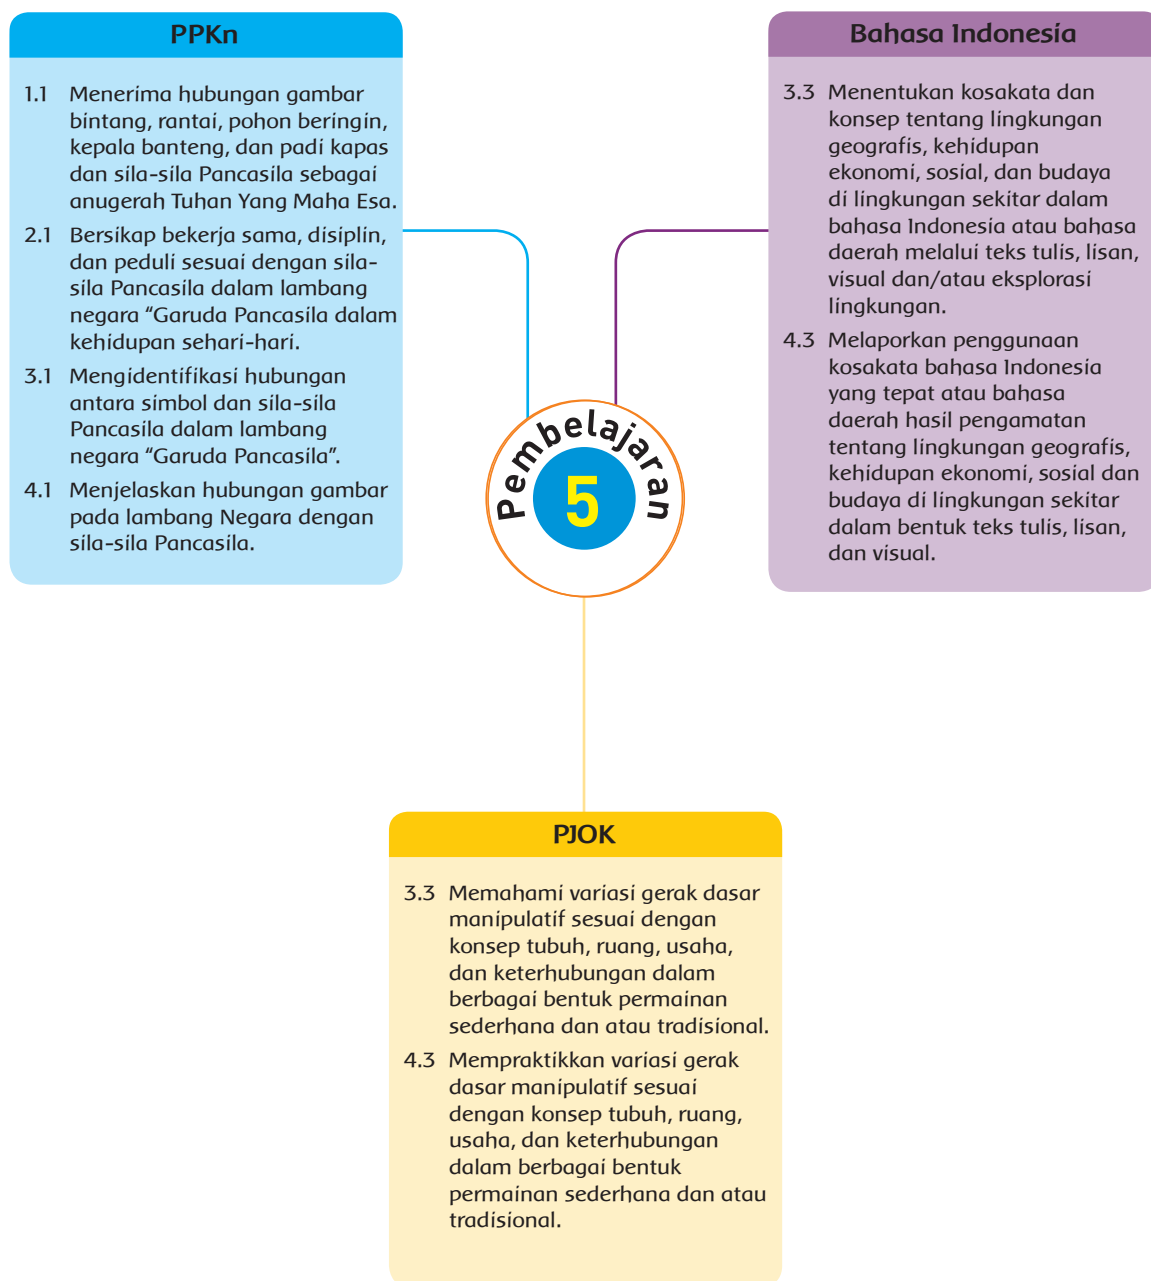 PPKn
1.1 Menerima hubungan gambar
bintang, rantai, pohon beringin,
kepala banteng, dan padi kapas
dan sila-sila Pancasila sebagai
anugerah Tuhan Yang Maha Esa.
2.1 Bersikap bekerja sama, disiplin,
dan peduli sesuai dengan sila-
sila Pancasila dalam lambang
negara “Garuda Pancasila dalam
kehidupan sehari-hari.
3.1 Mengidentifikasi hubungan
antara simbol dan sila-sila
Pancasila dalam lambang
negara “Garuda Pancasila”.
4.1 Menjelaskan hubungan gambar
pada lambang Negara dengan
sila-sila Pancasila.
Bahasa Indonesia
3.3 Menentukan kosakata dan
konsep tentang lingkungan
geografis, kehidupan
ekonomi, sosial, dan budaya
di lingkungan sekitar dalam
bahasa Indonesia atau bahasa
daerah melalui teks tulis, lisan,
visual dan/atau eksplorasi
lingkungan.
4.3 Melaporkan penggunaan
kosakata bahasa Indonesia
yang tepat atau bahasa
daerah hasil pengamatan
tentang lingkungan geografis,
kehidupan ekonomi, sosial dan
budaya di lingkungan sekitar
dalam bentuk teks tulis, lisan,
dan visual.
Pembelajaran
5
PJOK
3.3 Memahami variasi gerak dasar
manipulatif sesuai dengan
konsep tubuh, ruang, usaha,
dan keterhubungan dalam
berbagai bentuk permainan
sederhana dan atau tradisional.
4.3 Mempraktikkan variasi gerak
dasar manipulatif sesuai
dengan konsep tubuh, ruang,
usaha, dan keterhubungan
dalam berbagai bentuk
permainan sederhana dan atau
tradisional.